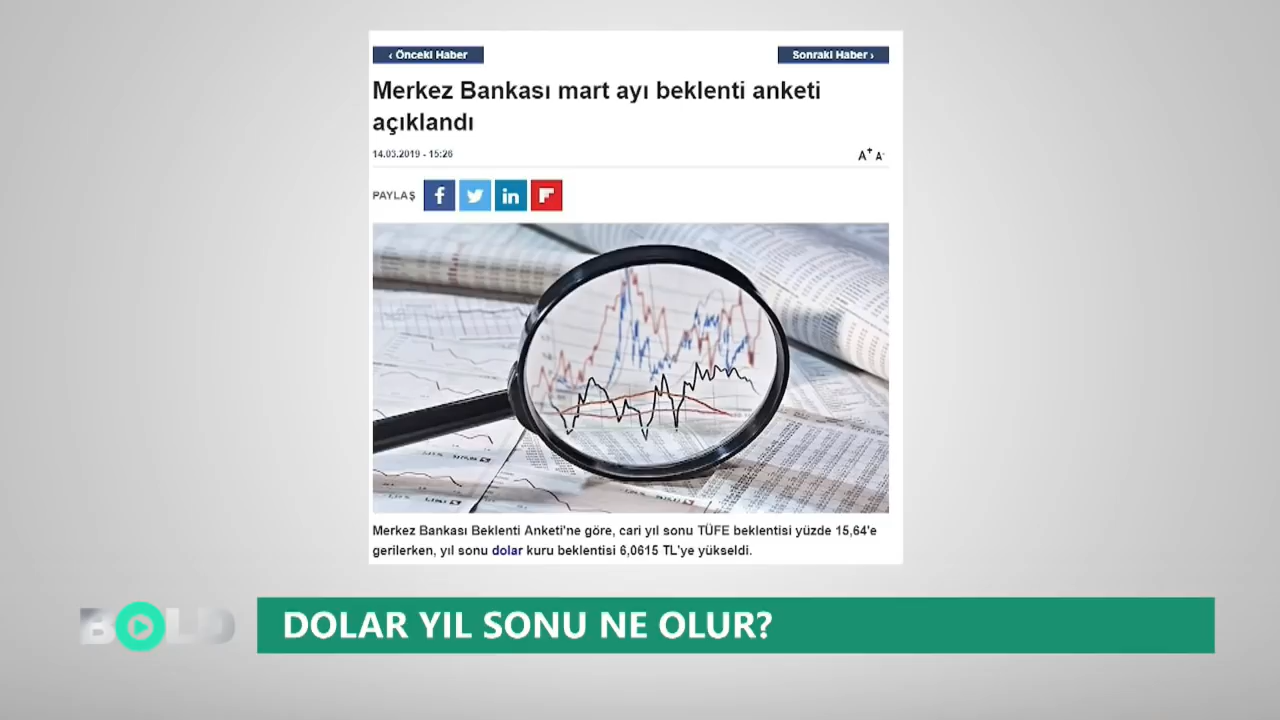 ‹ Önceki Haber
Sonraki Haber ›
Merkez Bankası mart ayı beklenti anketi
açıklandı
14.03.2019 - 15:26
A+ A-
PAYLAŞ
Merkez Bankası Beklenti Anketi'ne göre, cari yıl sonu TÜFE beklentisi yüzde 15,64'e
gerilerken, yıl sonu dolar kuru beklentisi 6,0615 TL'ye yükseldi.
BOLD
DOLAR YIL SONU NE OLUR?